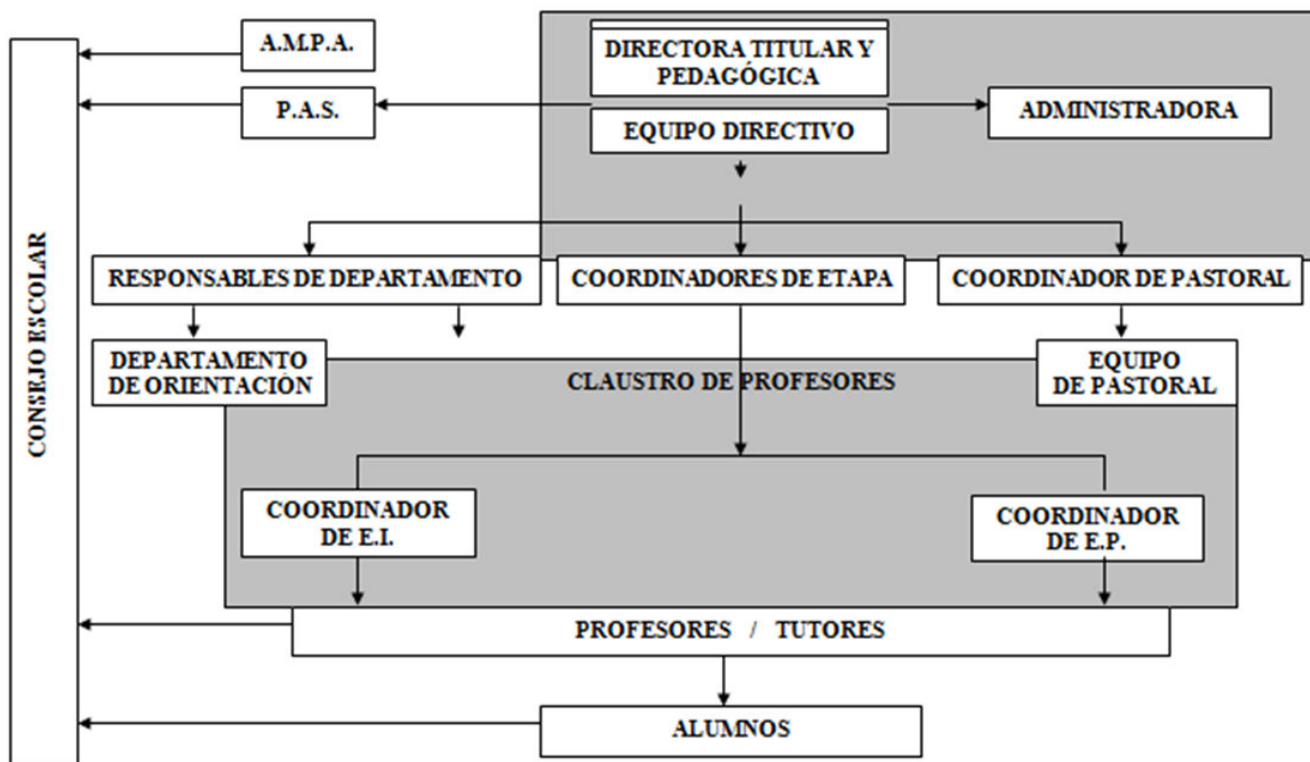 A.M.P.A.
DIRECTORA TITULAR Y
PEDAGÓGICA
P.A.S.
ADMINISTRADORA
EQUIPO DIRECTIVO
CONSEJO ESCOLAR
RESPONSABLES DE DEPARTAMENTO
COORDINADORES DE ETAPA
COORDINADOR DE PASTORAL
DEPARTAMENTO
DE ORIENTACIÓN
CLAUSTRO DE PROFESORES
EQUIPO
DE PASTORAL
COORDINADOR
DE E.I.
COORDINADOR
DE E.P.
PROFESORES / TUTORES
ALUMNOS